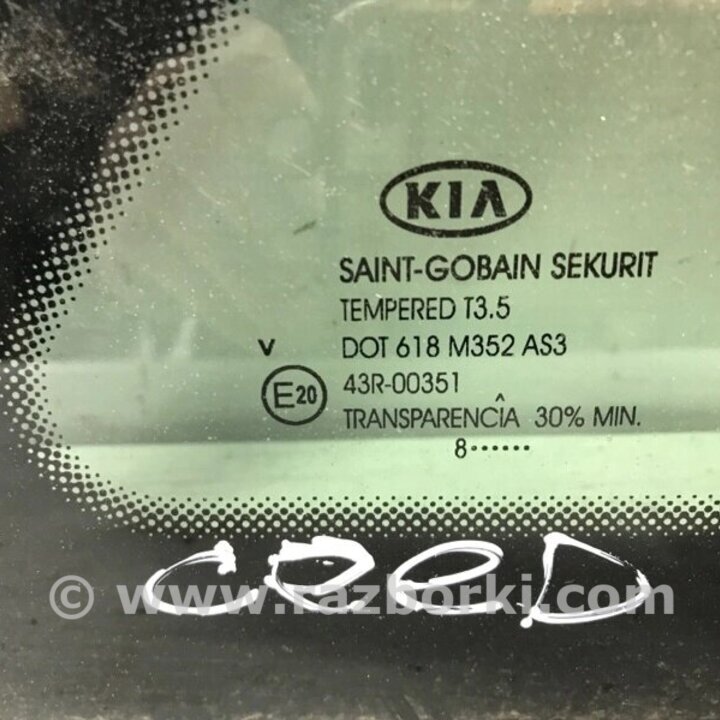 KIA
SAINT-GOBAIN SEKURIT
TEMPERED T3.5
V DOT 618 M352 AS3
E20 43R-00351
TRANSPARENCÎA 30% MIN.
8······
CEED
© www.razborki.com